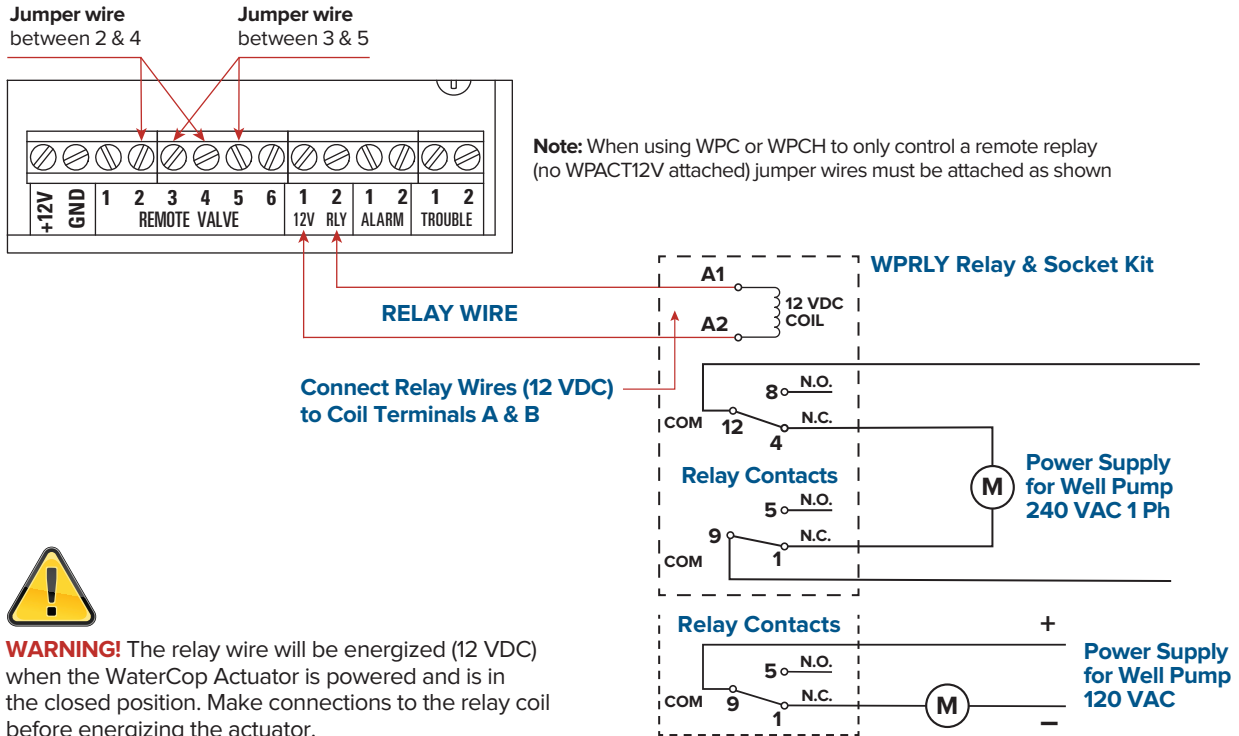 Jumper wire
between 2 & 4
Jumper wire
between 3 & 5
Note: When using WPC or WPCH to only control a remote replay
(no WPACT12V attached) jumper wires must be attached as shown
+12V GND 1 2 3 4 5 6 1 2 1 2 1 2
REMOTE VALVE 12V RLY ALARM TROUBLE
WPRLY Relay & Socket Kit
A1
12 VDC
COIL
RELAY WIRE
A2
Connect Relay Wires (12 VDC)
to Coil Terminals A & B
8 N.O.
COM 12 N.C.
4
Relay Contacts
M
Power Supply
for Well Pump
240 VAC 1 Ph
5 N.O.
9 N.C.
COM 1
WARNING! The relay wire will be energized (12 VDC)
when the WaterCop Actuator is powered and is in
the closed position. Make connections to the relay coil
before energizing the actuator.
Relay Contacts
+
5 N.O.
COM 9 N.C.
1
M
Power Supply
for Well Pump
120 VAC
–